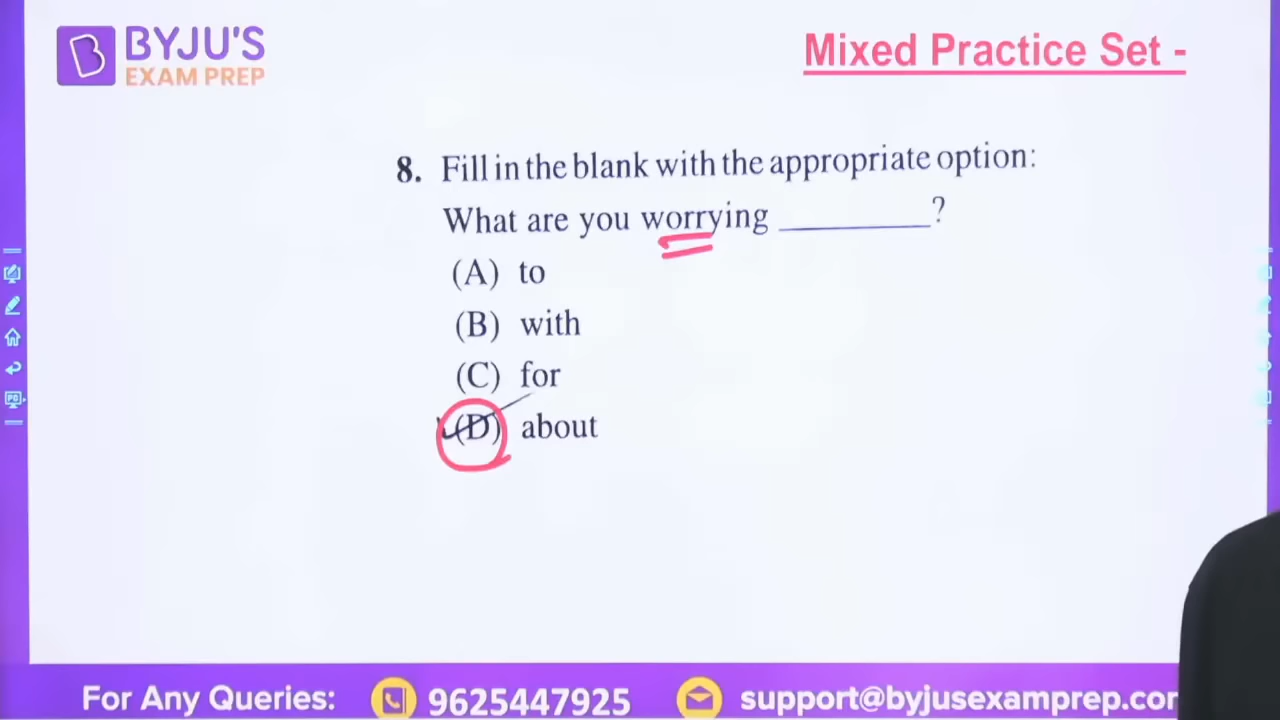 BYJU'S
EXAM PREP
Mixed Practice Set -
8. Fill in the blank with the appropriate option:
What are you worrying __________?
(A) to
(B) with
(C) for
(D) about
For Any Queries: 9625447925 support@byjusexamprep.cor